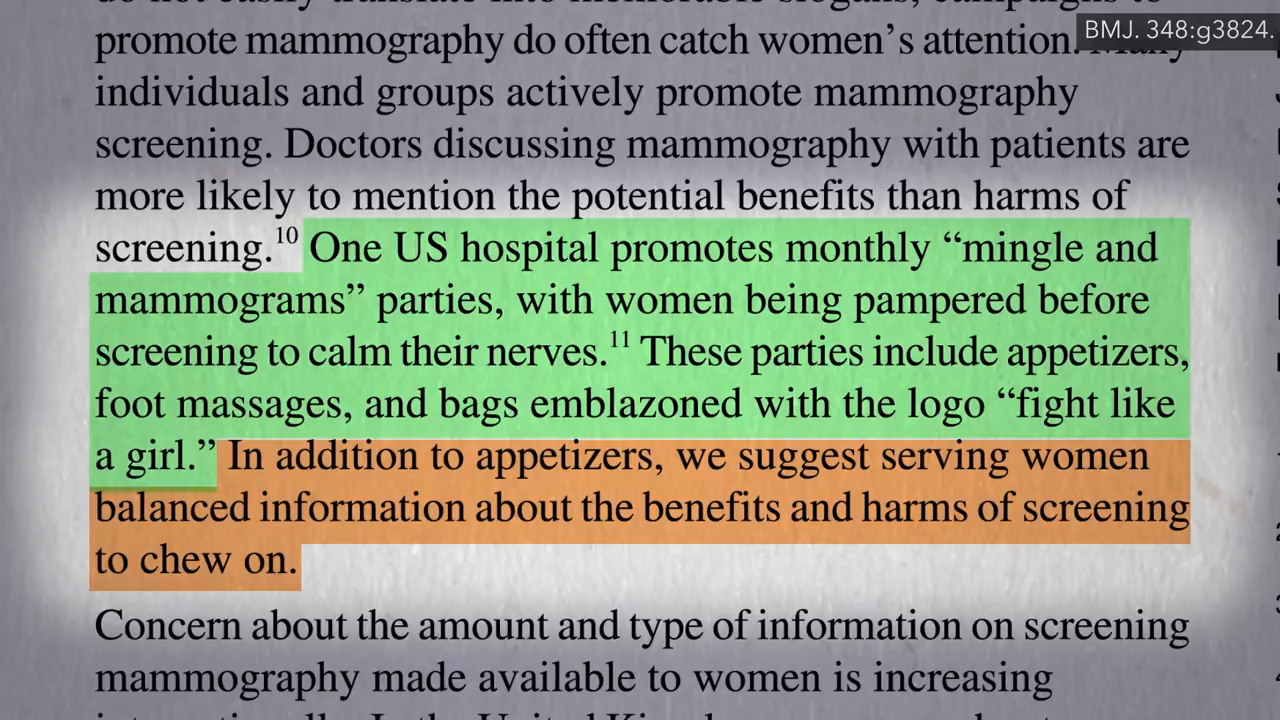 BMJ. 348:g3824.
promote mammography do often catch women's attention. Many
individuals and groups actively promote mammography
screening. Doctors discussing mammography with patients are
more likely to mention the potential benefits than harms of
screening.10 One US hospital promotes monthly “mingle and
mammograms” parties, with women being pampered before
screening to calm their nerves.11 These parties include appetizers,
foot massages, and bags emblazoned with the logo “fight like
a girl.” In addition to appetizers, we suggest serving women
balanced information about the benefits and harms of screening
to chew on.
Concern about the amount and type of information on screening
mammography made available to women is increasing